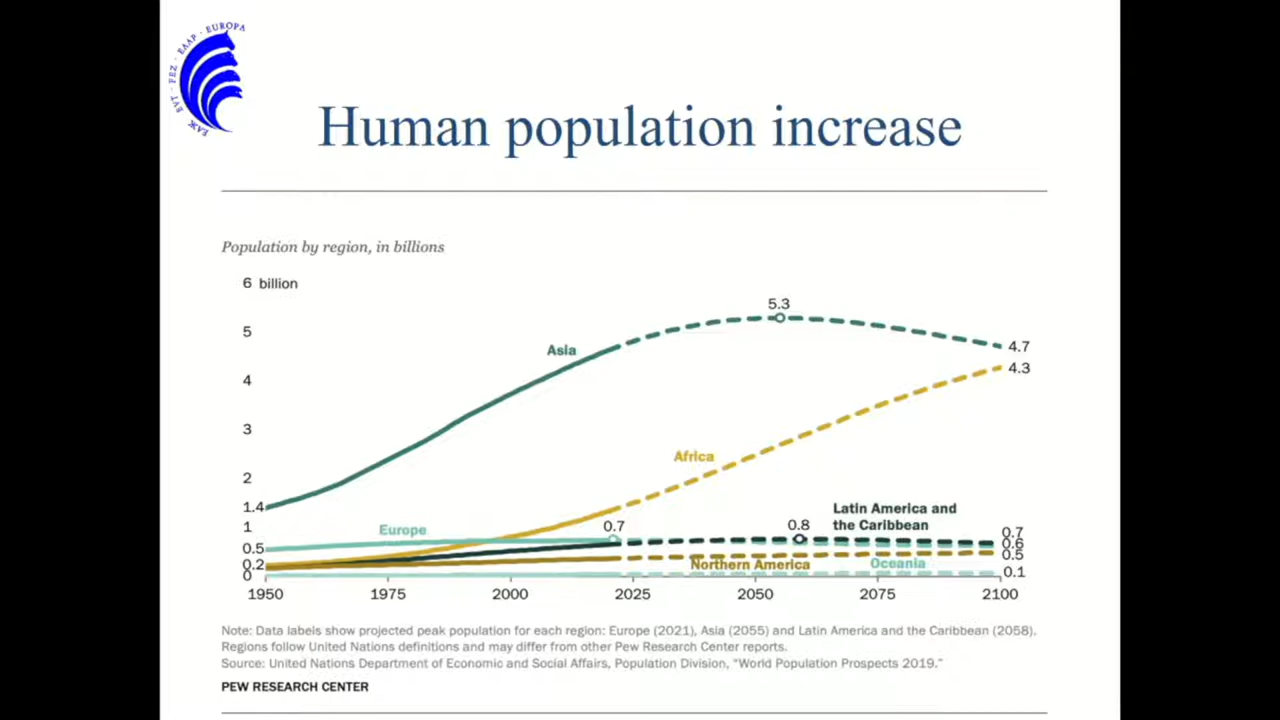 EAЖ · EVT · FEZ · EAAP · EUROPA
Human population increase
Population by region, in billions
6 billion
5.3
5
Asia
4.7
4.3
4
3
Africa
2
1.4
Latin America and
the Caribbean
1
0.7
0.8
0.7
Europe
0.6
0.5
0.5
Northern America
Oceania
0.2
0.1
0
1950 1975 2000 2025 2050 2075 2100
Note: Data labels show projected peak population for each region: Europe (2021), Asia (2055) and Latin America and the Caribbean (2058).
Regions follow United Nations definitions and may differ from other Pew Research Center reports.
Source: United Nations Department of Economic and Social Affairs, Population Division, “World Population Prospects 2019.”
PEW RESEARCH CENTER